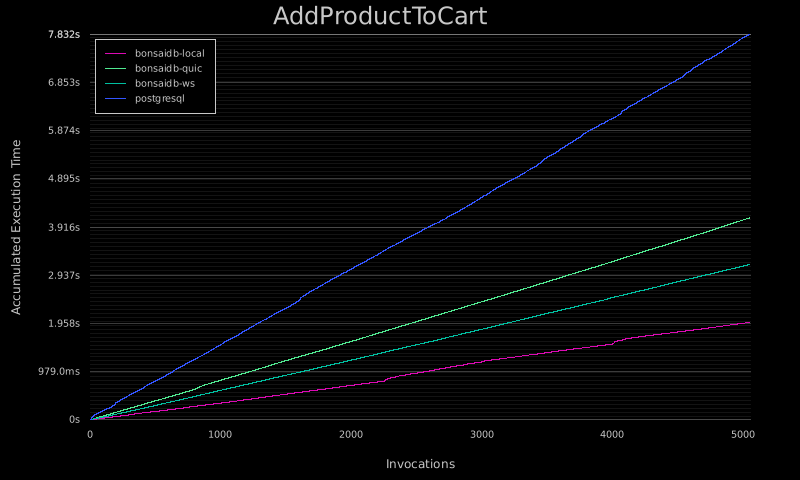 AddProductToCart
7.832s
bonsaidb-local
bonsaidb-quic
bonsaidb-ws
postgresql
6.853s
5.874s
4.895s
3.916s
2.937s
1.958s
979.0ms
0s
Accumulated Execution Time
0 1000 2000 3000 4000 5000
Invocations